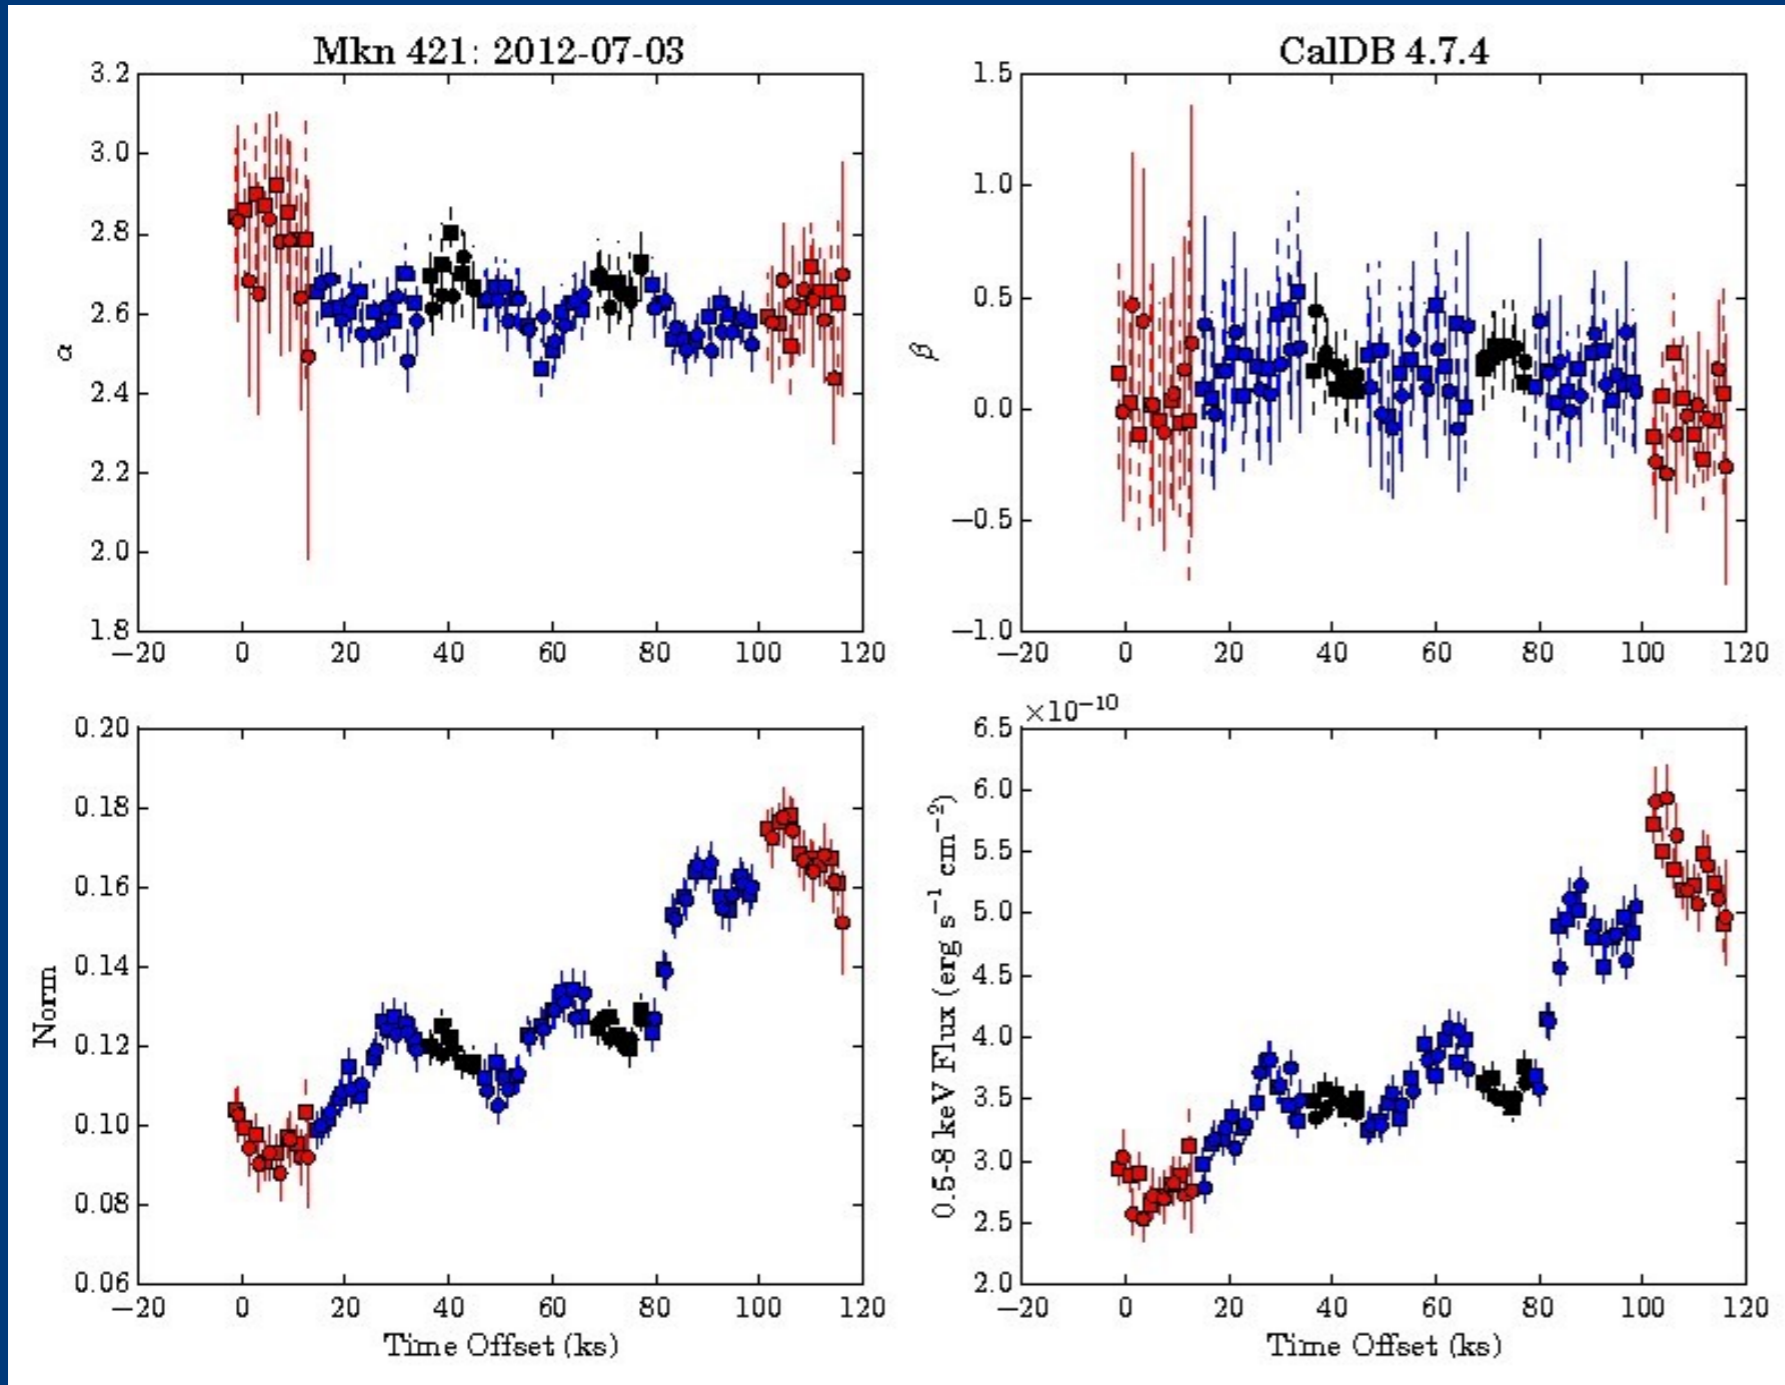 Mkn 421: 2012-07-03
3.2
3.0
2.8
2.6
2.4
2.2
2.0
1.8
α
−20 0 20 40 60 80 100 120
CalDB 4.7.4
1.5
1.0
0.5
0.0
−0.5
−1.0
β
−20 0 20 40 60 80 100 120
0.20
0.18
0.16
0.14
0.12
0.10
0.08
0.06
Norm
−20 0 20 40 60 80 100 120
Time Offset (ks)
×10−10
6.5
6.0
5.5
5.0
4.5
4.0
3.5
3.0
2.5
2.0
0.5-8 keV Flux (erg s−1 cm−2)
−20 0 20 40 60 80 100 120
Time Offset (ks)